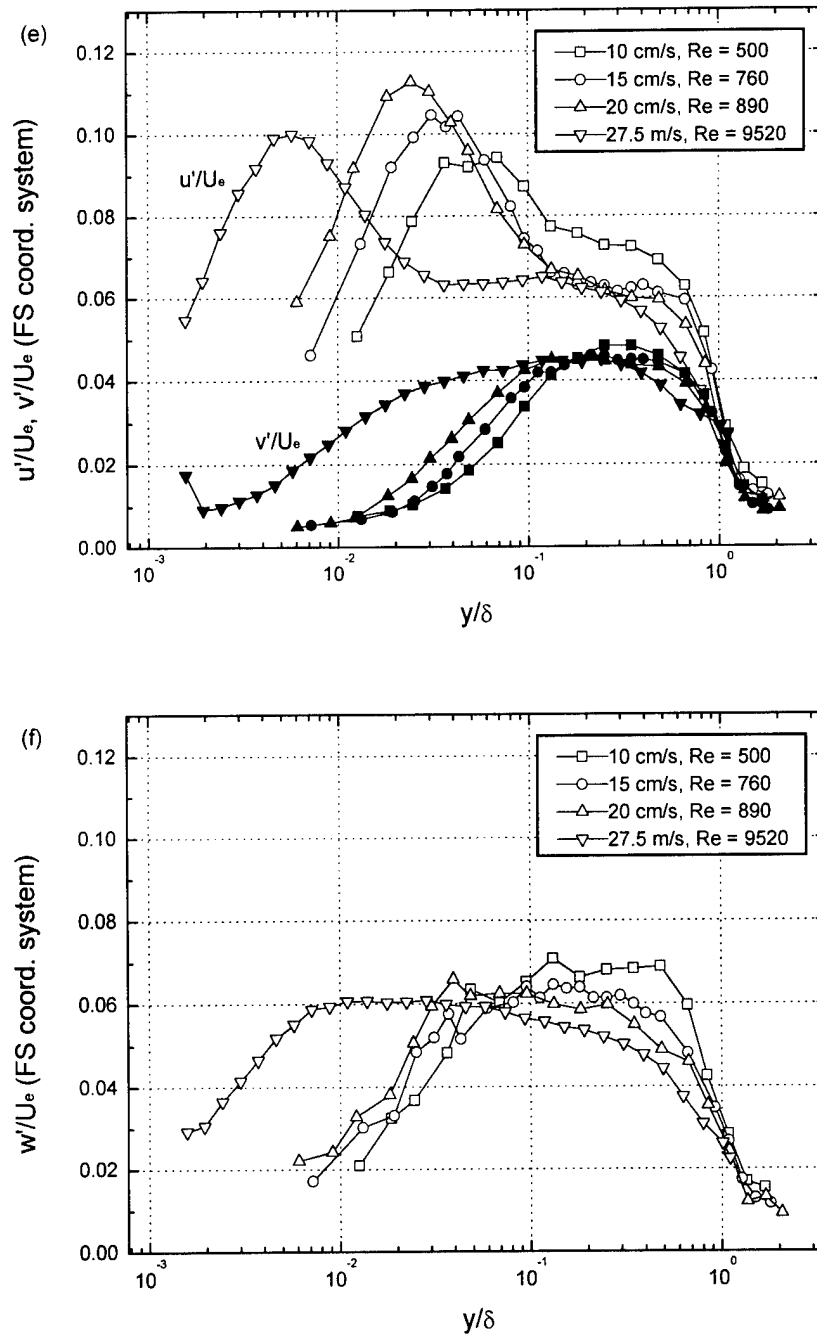 (e)
0.12
0.10
0.08
0.06
0.04
0.02
0.00
u'/Ue, v'/Ue (FS coord. system)
10 cm/s, Re = 500
15 cm/s, Re = 760
20 cm/s, Re = 890
27.5 m/s, Re = 9520
u'/Ue
v'/Ue
10⁻³
10⁻²
10⁻¹
10⁰
y/δ
(f)
0.12
0.10
0.08
0.06
0.04
0.02
0.00
w'/Ue (FS coord. system)
10 cm/s, Re = 500
15 cm/s, Re = 760
20 cm/s, Re = 890
27.5 m/s, Re = 9520
10⁻³
10⁻²
10⁻¹
10⁰
y/δ